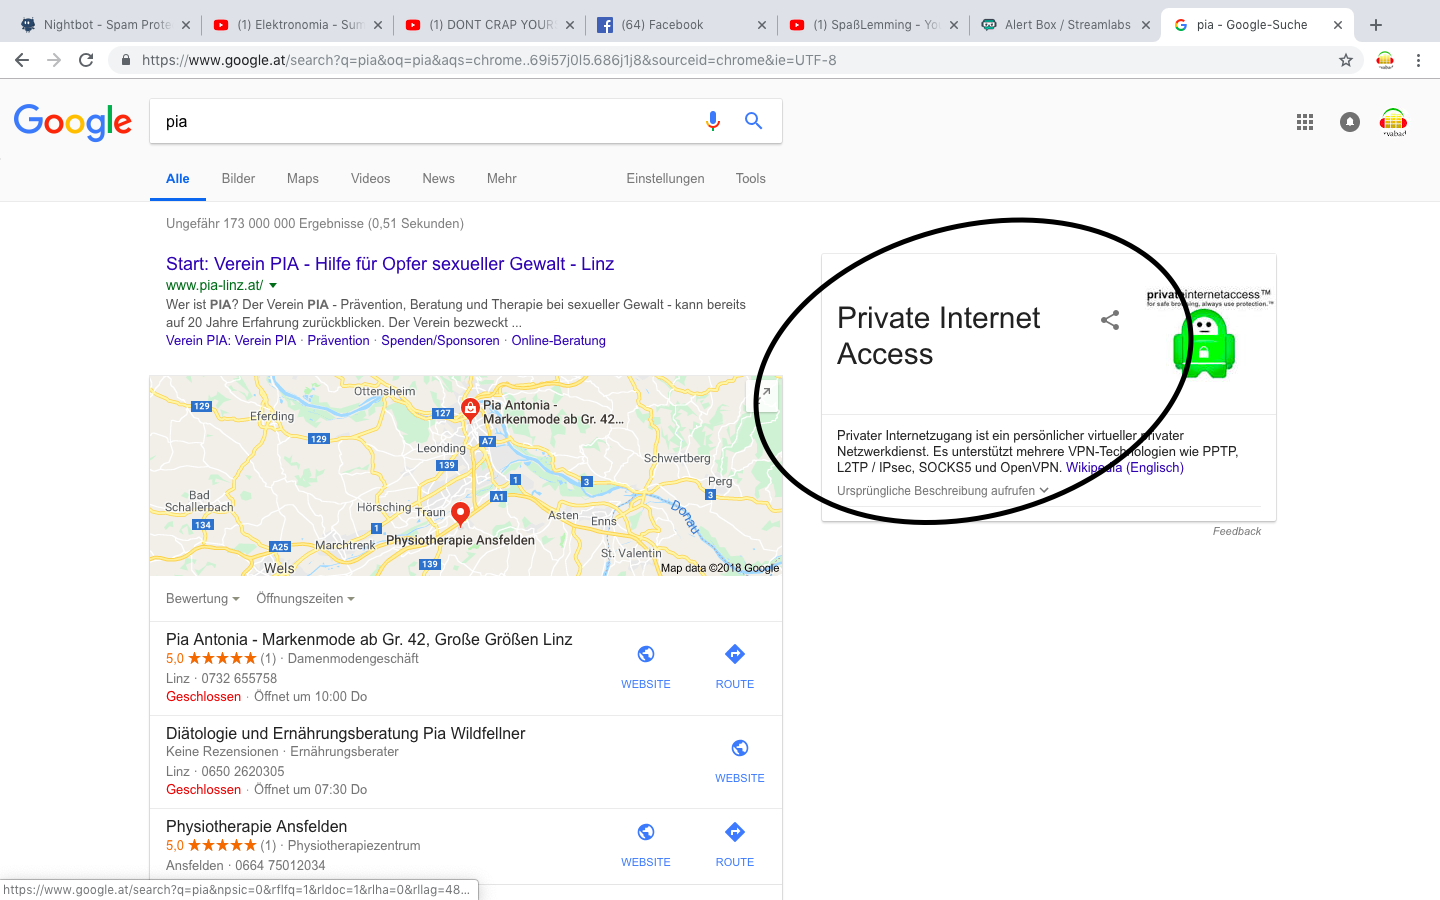 Nightbot - Spam Prote
(1) Elektronomia - Sum
(1) DONT CRAP YOUR
(64) Facebook
(1) SpaßLemming - You
Alert Box / Streamlabs
pia - Google-Suche
https://www.google.at/search?q=pia&oq=pia&aqs=chrome..69i57j0l5.686j1j8&sourceid=chrome&ie=UTF-8
Google
pia
Alle Bilder Maps Videos News Mehr Einstellungen Tools
Ungefähr 173 000 000 Ergebnisse (0,51 Sekunden)
Start: Verein PIA - Hilfe für Opfer sexueller Gewalt - Linz
www.pia-linz.at/
Wer ist PIA? Der Verein PIA - Prävention, Beratung und Therapie bei sexueller Gewalt - kann bereits
auf 20 Jahre Erfahrung zurückblicken. Der Verein bezweckt ...
Verein PIA: Verein PIA · Prävention · Spenden/Sponsoren · Online-Beratung
Ottensheim
129
Eferding
127
Pia Antonia -
Markenmode ab Gr. 42...
129
A7
Leonding
139
Schwertberg
1
3
Perg
Bad
Schallerbach
A1
3
Hörsching
Traun
Asten
Enns
Donau
134
1
Physiotherapie Ansfelden
A25
Marchtrenk
St. Valentin
Wels
139
Map data ©2018 Google
Bewertung Öffnungszeiten
Pia Antonia - Markenmode ab Gr. 42, Große Größen Linz
5,0 ★★★★★ (1) · Damenmodengeschäft
Linz · 0732 655758
Geschlossen · Öffnet um 10:00 Do
WEBSITE ROUTE
Diätologie und Ernährungsberatung Pia Wildfellner
Keine Rezensionen · Ernährungsberater
Linz · 0650 2620305
Geschlossen · Öffnet um 07:30 Do
WEBSITE
Physiotherapie Ansfelden
5,0 ★★★★★ (1) · Physiotherapiezentrum
Ansfelden · 0664 75012034
WEBSITE ROUTE
https://www.google.at/search?q=pia&npsic=0&rflfq=1&rldoc=1&rlha=0&rllag=48...
Private Internet
Access
privateinternetaccess™
for safe browsing, always use protection.™
Privater Internetzugang ist ein persönlicher virtueller privater
Netzwerkdienst. Es unterstützt mehrere VPN-Technologien wie PPTP,
L2TP / IPsec, SOCKS5 und OpenVPN. Wikipedia (Englisch)
Ursprüngliche Beschreibung aufrufen
Feedback